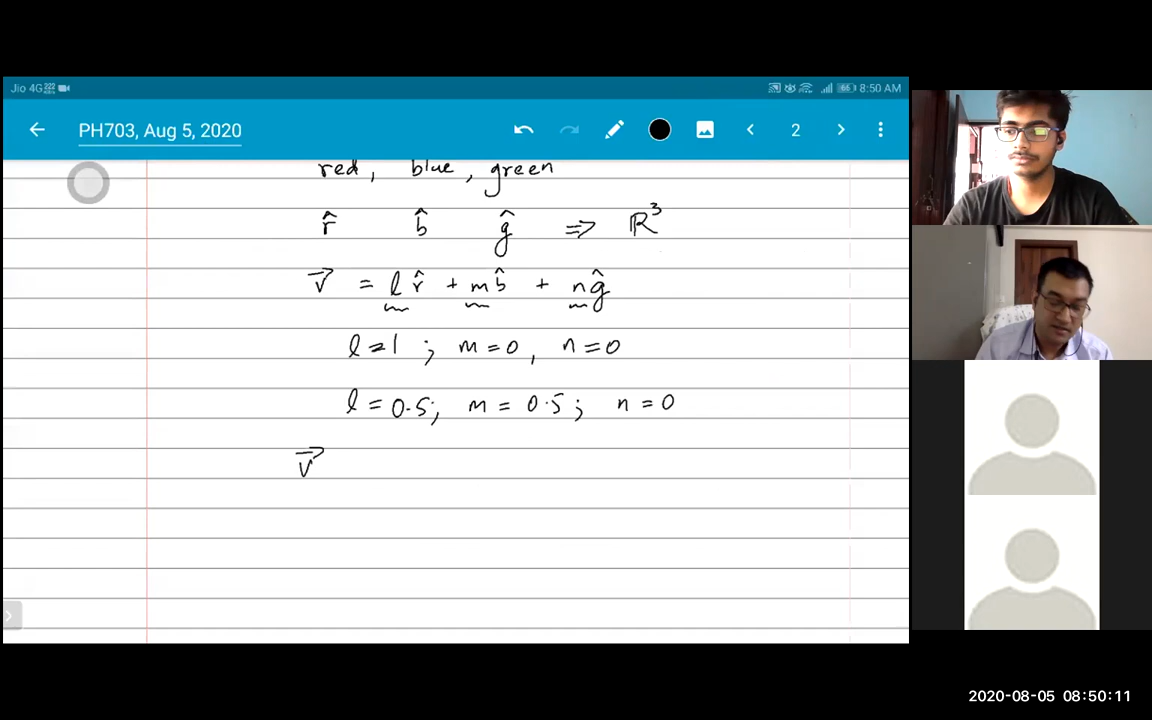 Jio 4G 8:50 AM
PH703, Aug 5, 2020 2
red, blue, green
r̂ b̂ ĝ ⇒ ℝ³
v⃗ = l r̂ + m b̂ + n ĝ
l = 1 ; m = 0 , n = 0
l = 0.5; m = 0.5 ; n = 0
v⃗
2020-08-05 08:50:11